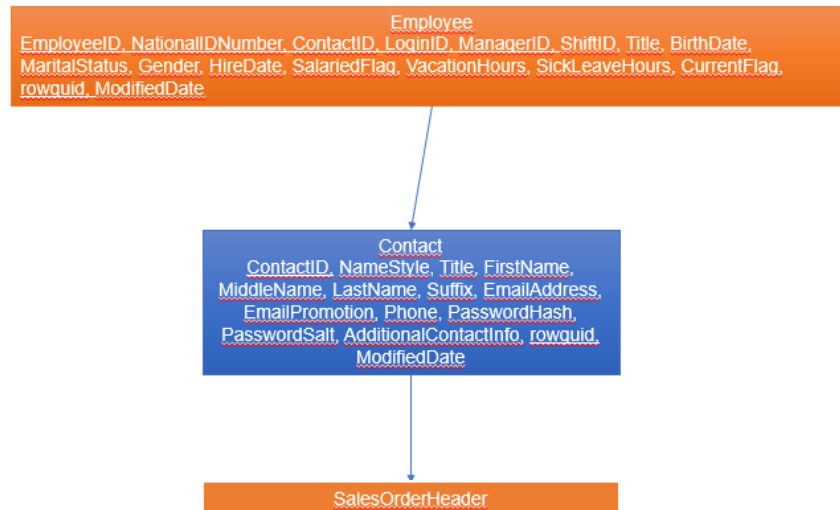 Employee
EmployeeID, NationalIDNumber, ContactID, LoginID, ManagerID, ShiftID, Title, BirthDate,
MaritalStatus, Gender, HireDate, SalariedFlag, VacationHours, SickLeaveHours, CurrentFlag,
rowguid, ModifiedDate
Contact
ContactID, NameStyle, Title, FirstName,
MiddleName, LastName, Suffix, EmailAddress,
EmailPromotion, Phone, PasswordHash,
PasswordSalt, AdditionalContactInfo, rowguid,
ModifiedDate
SalesOrderHeader